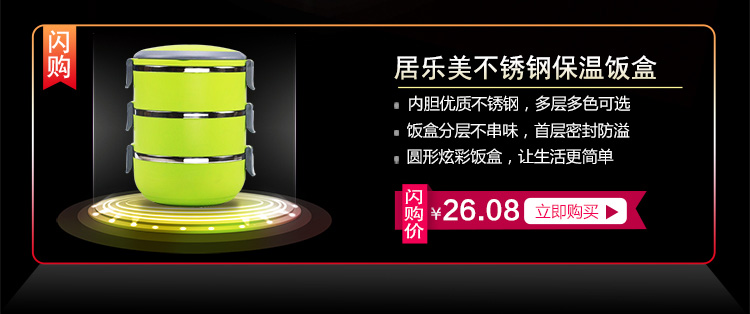 闪购
居乐美不锈钢保温饭盒
内胆优质不锈钢，多层多色可选
饭盒分层不串味，首层密封防溢
圆形炫彩饭盒，让生活更简单
闪购价 ¥26.08 立即购买